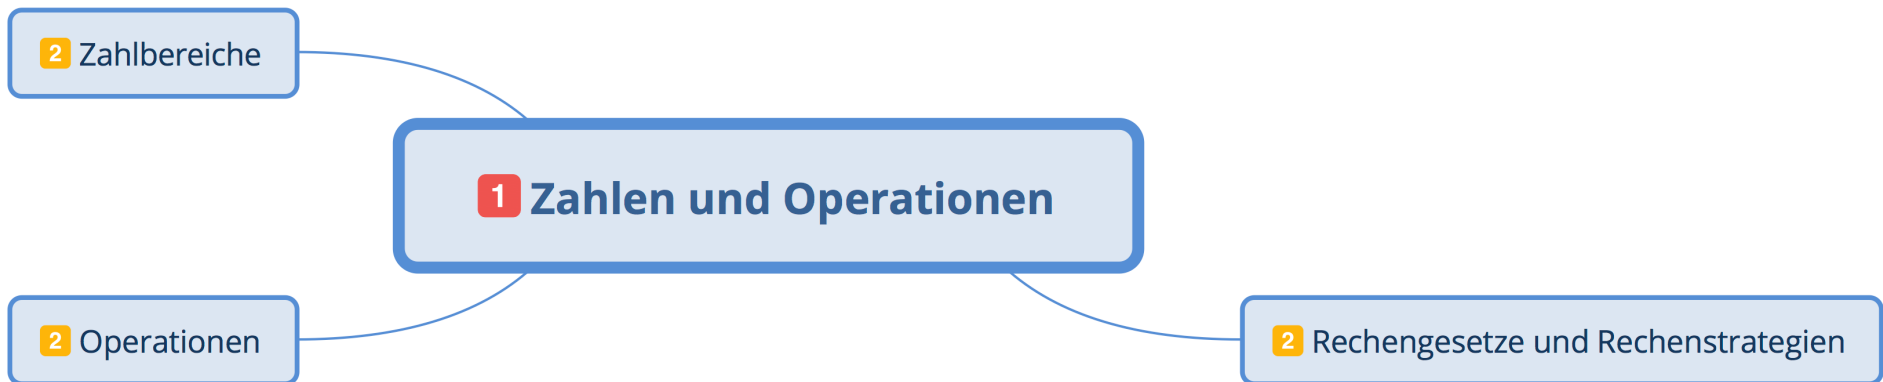 2 Zahlbereiche
1 Zahlen und Operationen
2 Operationen
2 Rechengesetze und Rechenstrategien